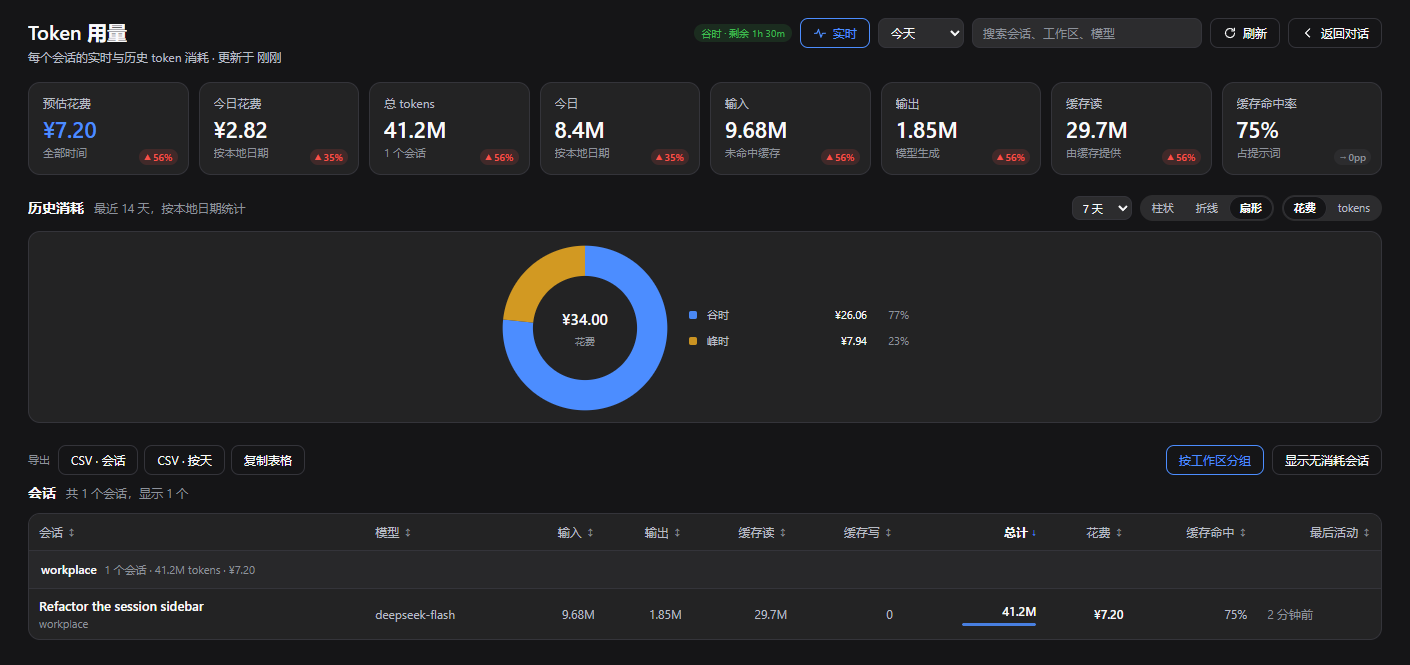 Token 用量
谷时 · 剩余 1h 30m 实时 今天 搜索会话、工作区、模型 刷新 返回对话
每个会话的实时与历史 token 消耗 · 更新于 刚刚
预估花费 今日花费 总 tokens 今日 输入 输出 缓存读 缓存命中率
¥7.20 ¥2.82 41.2M 8.4M 9.68M 1.85M 29.7M 75%
全部时间 ▲56% 按本地日期 ▲35% 1 个会话 ▲56% 按本地日期 ▲35% 未命中缓存 ▲56% 模型生成 ▲56% 由缓存提供 ▲56% 占提示词 →0pp
历史消耗 最近 14 天，按本地日期统计 7 天 柱状 折线 扇形 花费 tokens
¥34.00
花费
谷时 ¥26.06 77%
峰时 ¥7.94 23%
导出 CSV · 会话 CSV · 按天 复制表格 按工作区分组 显示无消耗会话
会话 共 1 个会话，显示 1 个
会话 ↕ 模型 ↕ 输入 ↕ 输出 ↕ 缓存读 ↕ 缓存写 ↕ 总计 ↓ 花费 ↕ 缓存命中 ↕ 最后活动 ↕
workplace 1 个会话 · 41.2M tokens · ¥7.20
Refactor the session sidebar
workplace
deepseek-flash 9.68M 1.85M 29.7M 0 41.2M ¥7.20 75% 2 分钟前